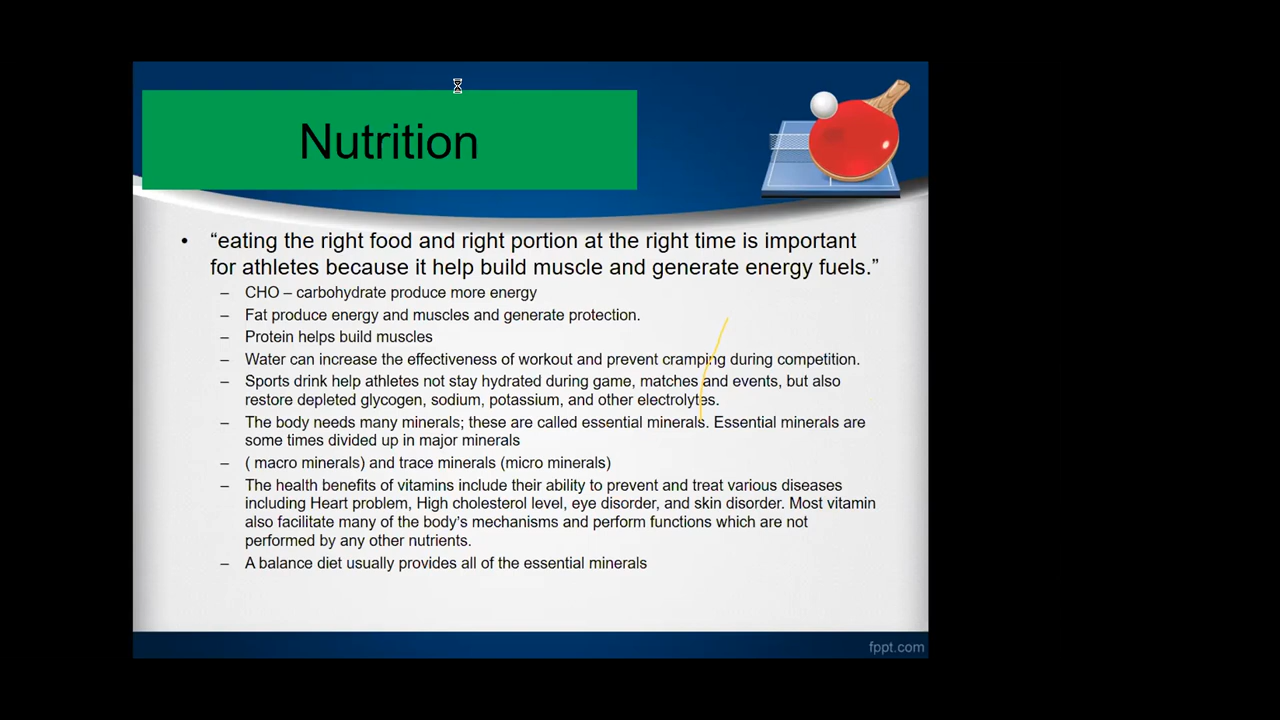 Nutrition
• “eating the right food and right portion at the right time is important
for athletes because it help build muscle and generate energy fuels.”
– CHO – carbohydrate produce more energy
– Fat produce energy and muscles and generate protection.
– Protein helps build muscles
– Water can increase the effectiveness of workout and prevent cramping during competition.
– Sports drink help athletes not stay hydrated during game, matches and events, but also
restore depleted glycogen, sodium, potassium, and other electrolytes.
– The body needs many minerals; these are called essential minerals. Essential minerals are
some times divided up in major minerals
– ( macro minerals) and trace minerals (micro minerals)
– The health benefits of vitamins include their ability to prevent and treat various diseases
including Heart problem, High cholesterol level, eye disorder, and skin disorder. Most vitamin
also facilitate many of the body’s mechanisms and perform functions which are not
performed by any other nutrients.
– A balance diet usually provides all of the essential minerals
fppt.com